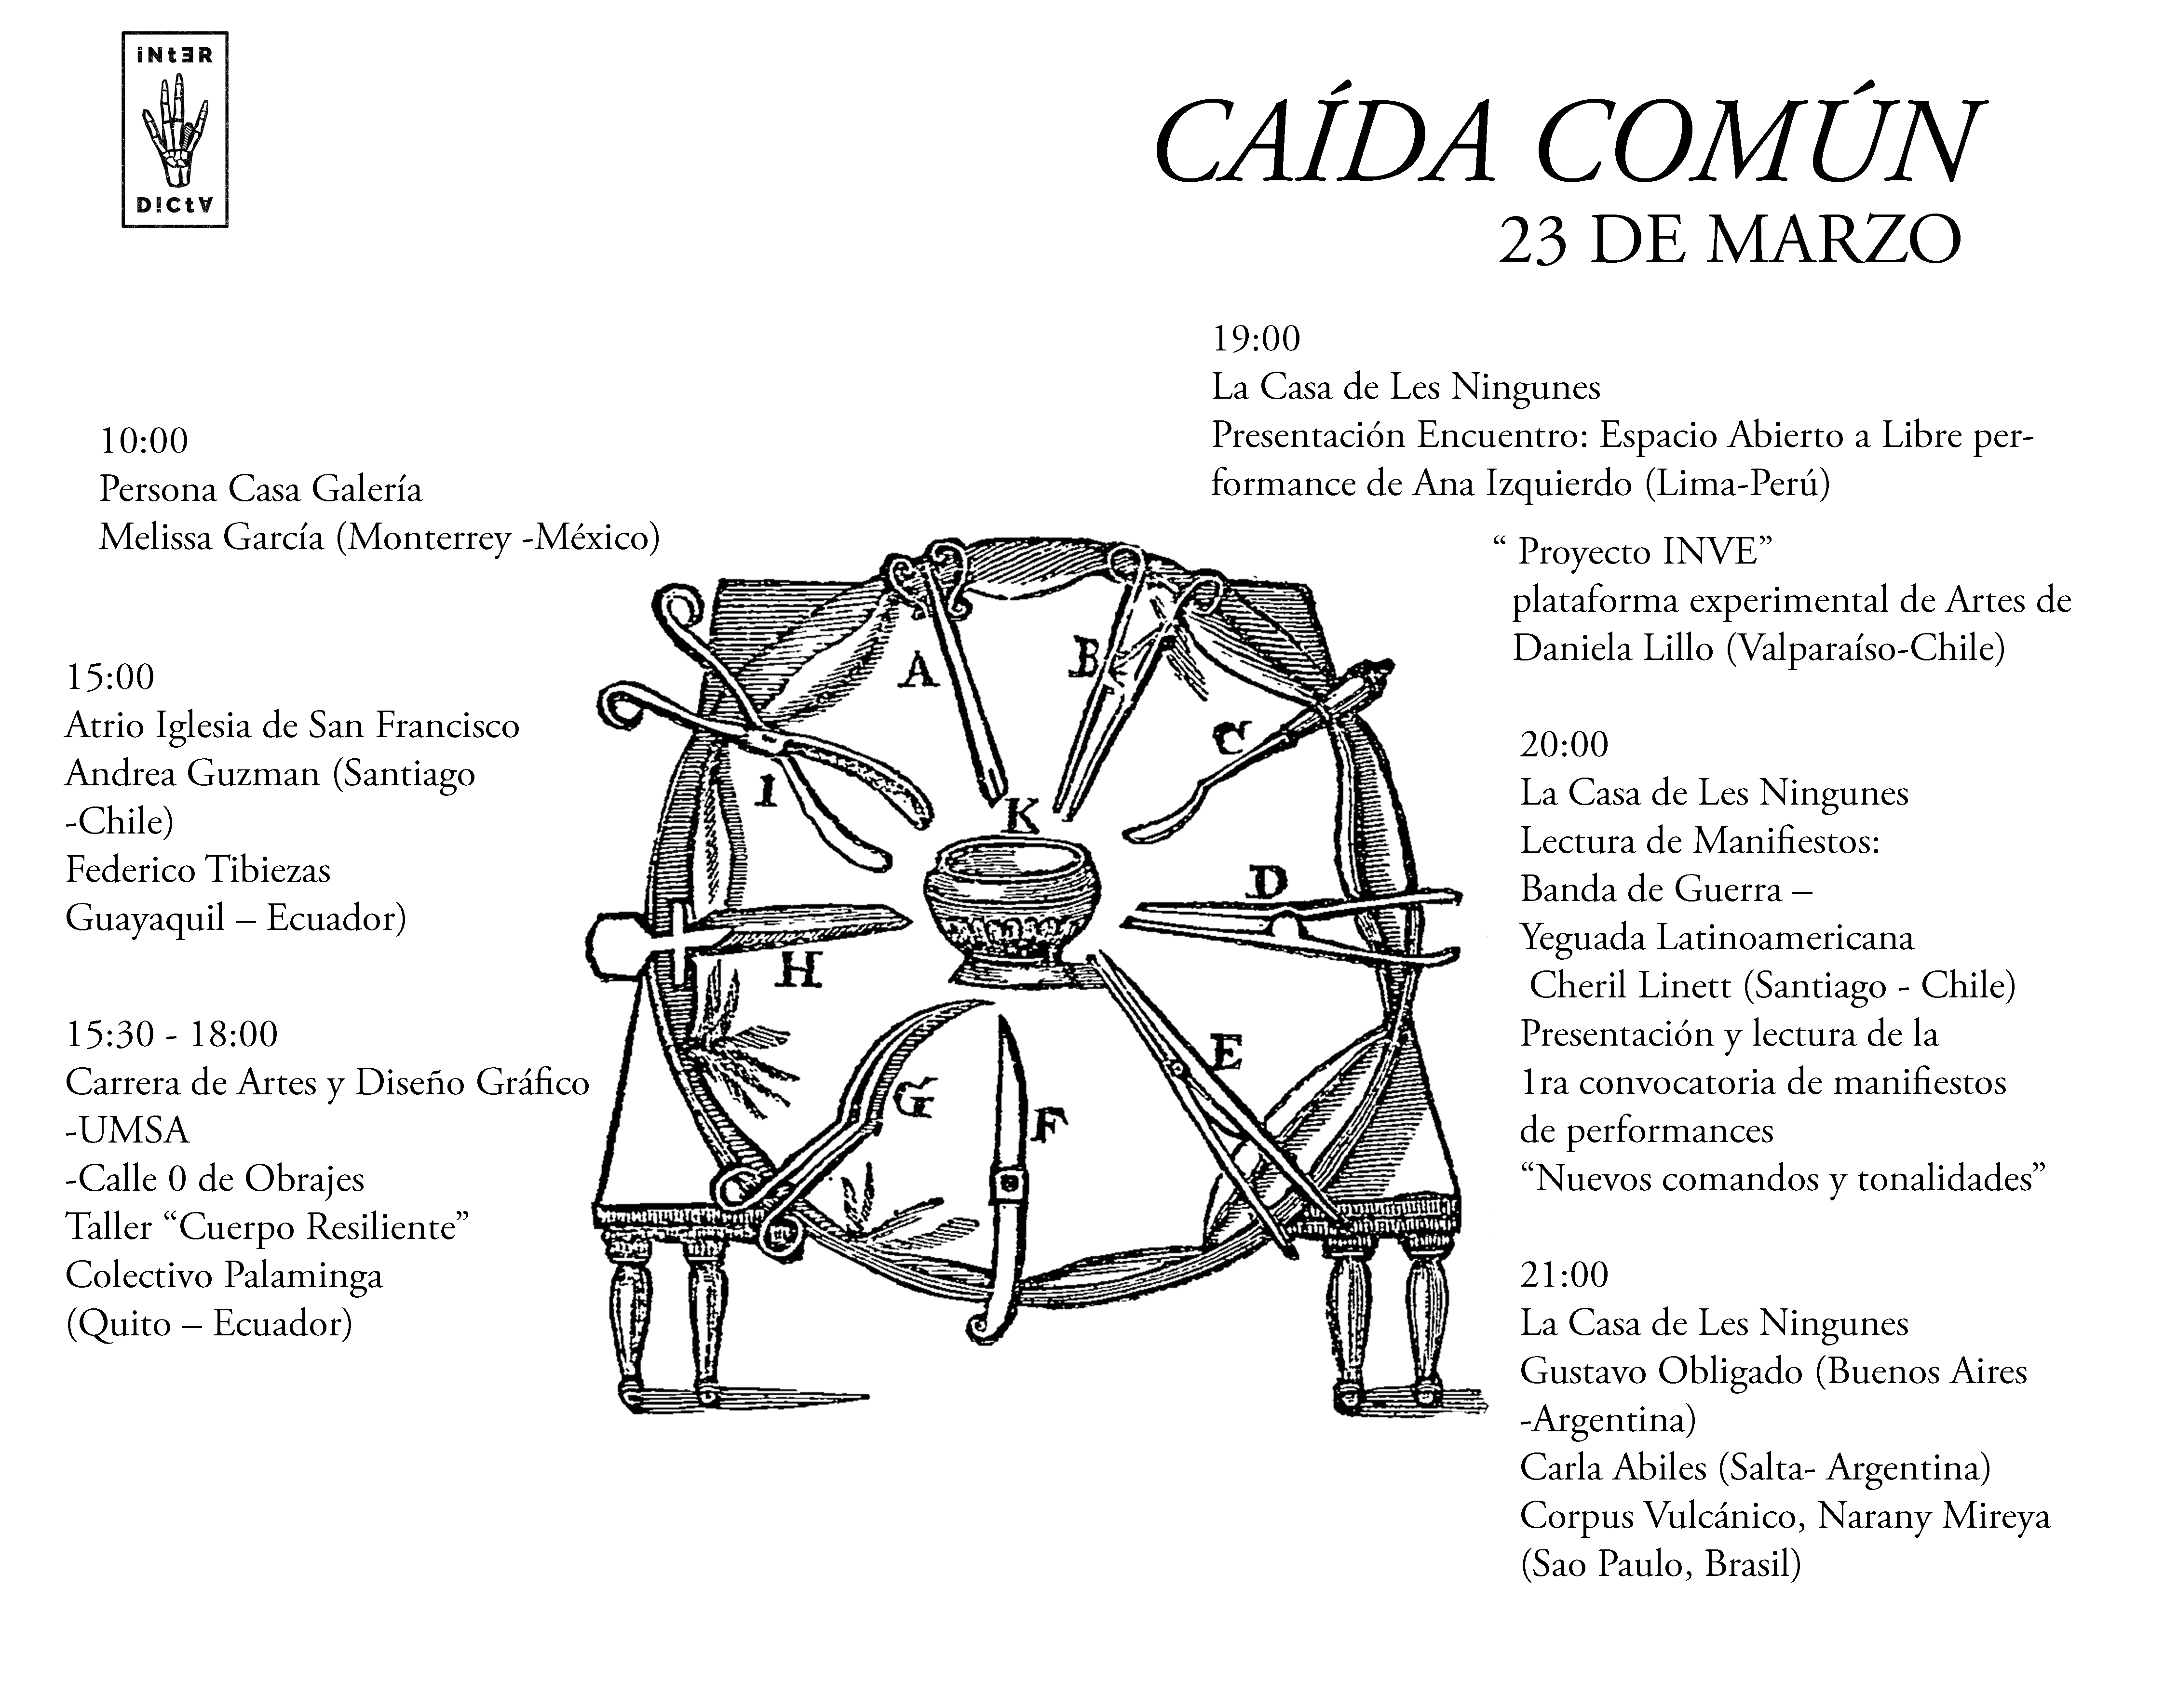 iNtƎR
D!Ct∀
CAÍDA COMÚN
23 DE MARZO
10:00
Persona Casa Galería
Melissa García (Monterrey -México)
15:00
Atrio Iglesia de San Francisco
Andrea Guzman (Santiago
-Chile)
Federico Tibiezas
Guayaquil – Ecuador)
15:30 - 18:00
Carrera de Artes y Diseño Gráfico
-UMSA
-Calle 0 de Obrajes
Taller “Cuerpo Resiliente”
Colectivo Palaminga
(Quito – Ecuador)
19:00
La Casa de Les Ningunes
Presentación Encuentro: Espacio Abierto a Libre per-
formance de Ana Izquierdo (Lima-Perú)
“ Proyecto INVE”
plataforma experimental de Artes de
Daniela Lillo (Valparaíso-Chile)
20:00
La Casa de Les Ningunes
Lectura de Manifiestos:
Banda de Guerra –
Yeguada Latinoamericana
Cheril Linett (Santiago - Chile)
Presentación y lectura de la
1ra convocatoria de manifiestos
de performances
“Nuevos comandos y tonalidades”
21:00
La Casa de Les Ningunes
Gustavo Obligado (Buenos Aires
-Argentina)
Carla Abiles (Salta- Argentina)
Corpus Vulcánico, Narany Mireya
(Sao Paulo, Brasil)
A
B
C
D
E
F
G
H
I
K